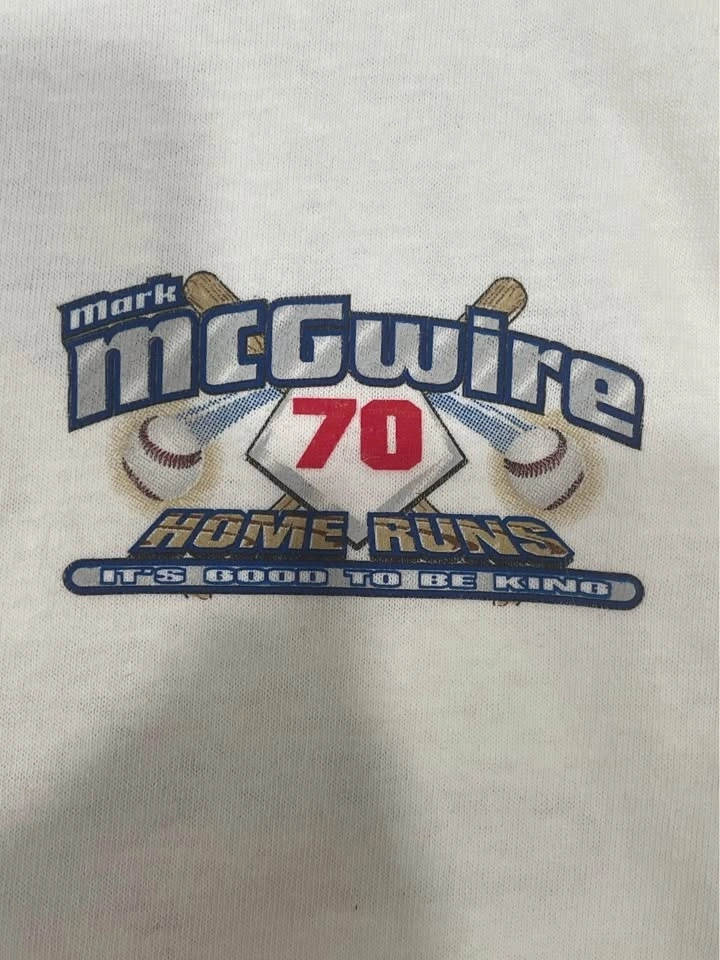 Mark
McGwire
70
HOME RUNS
IT'S GOOD TO BE KING